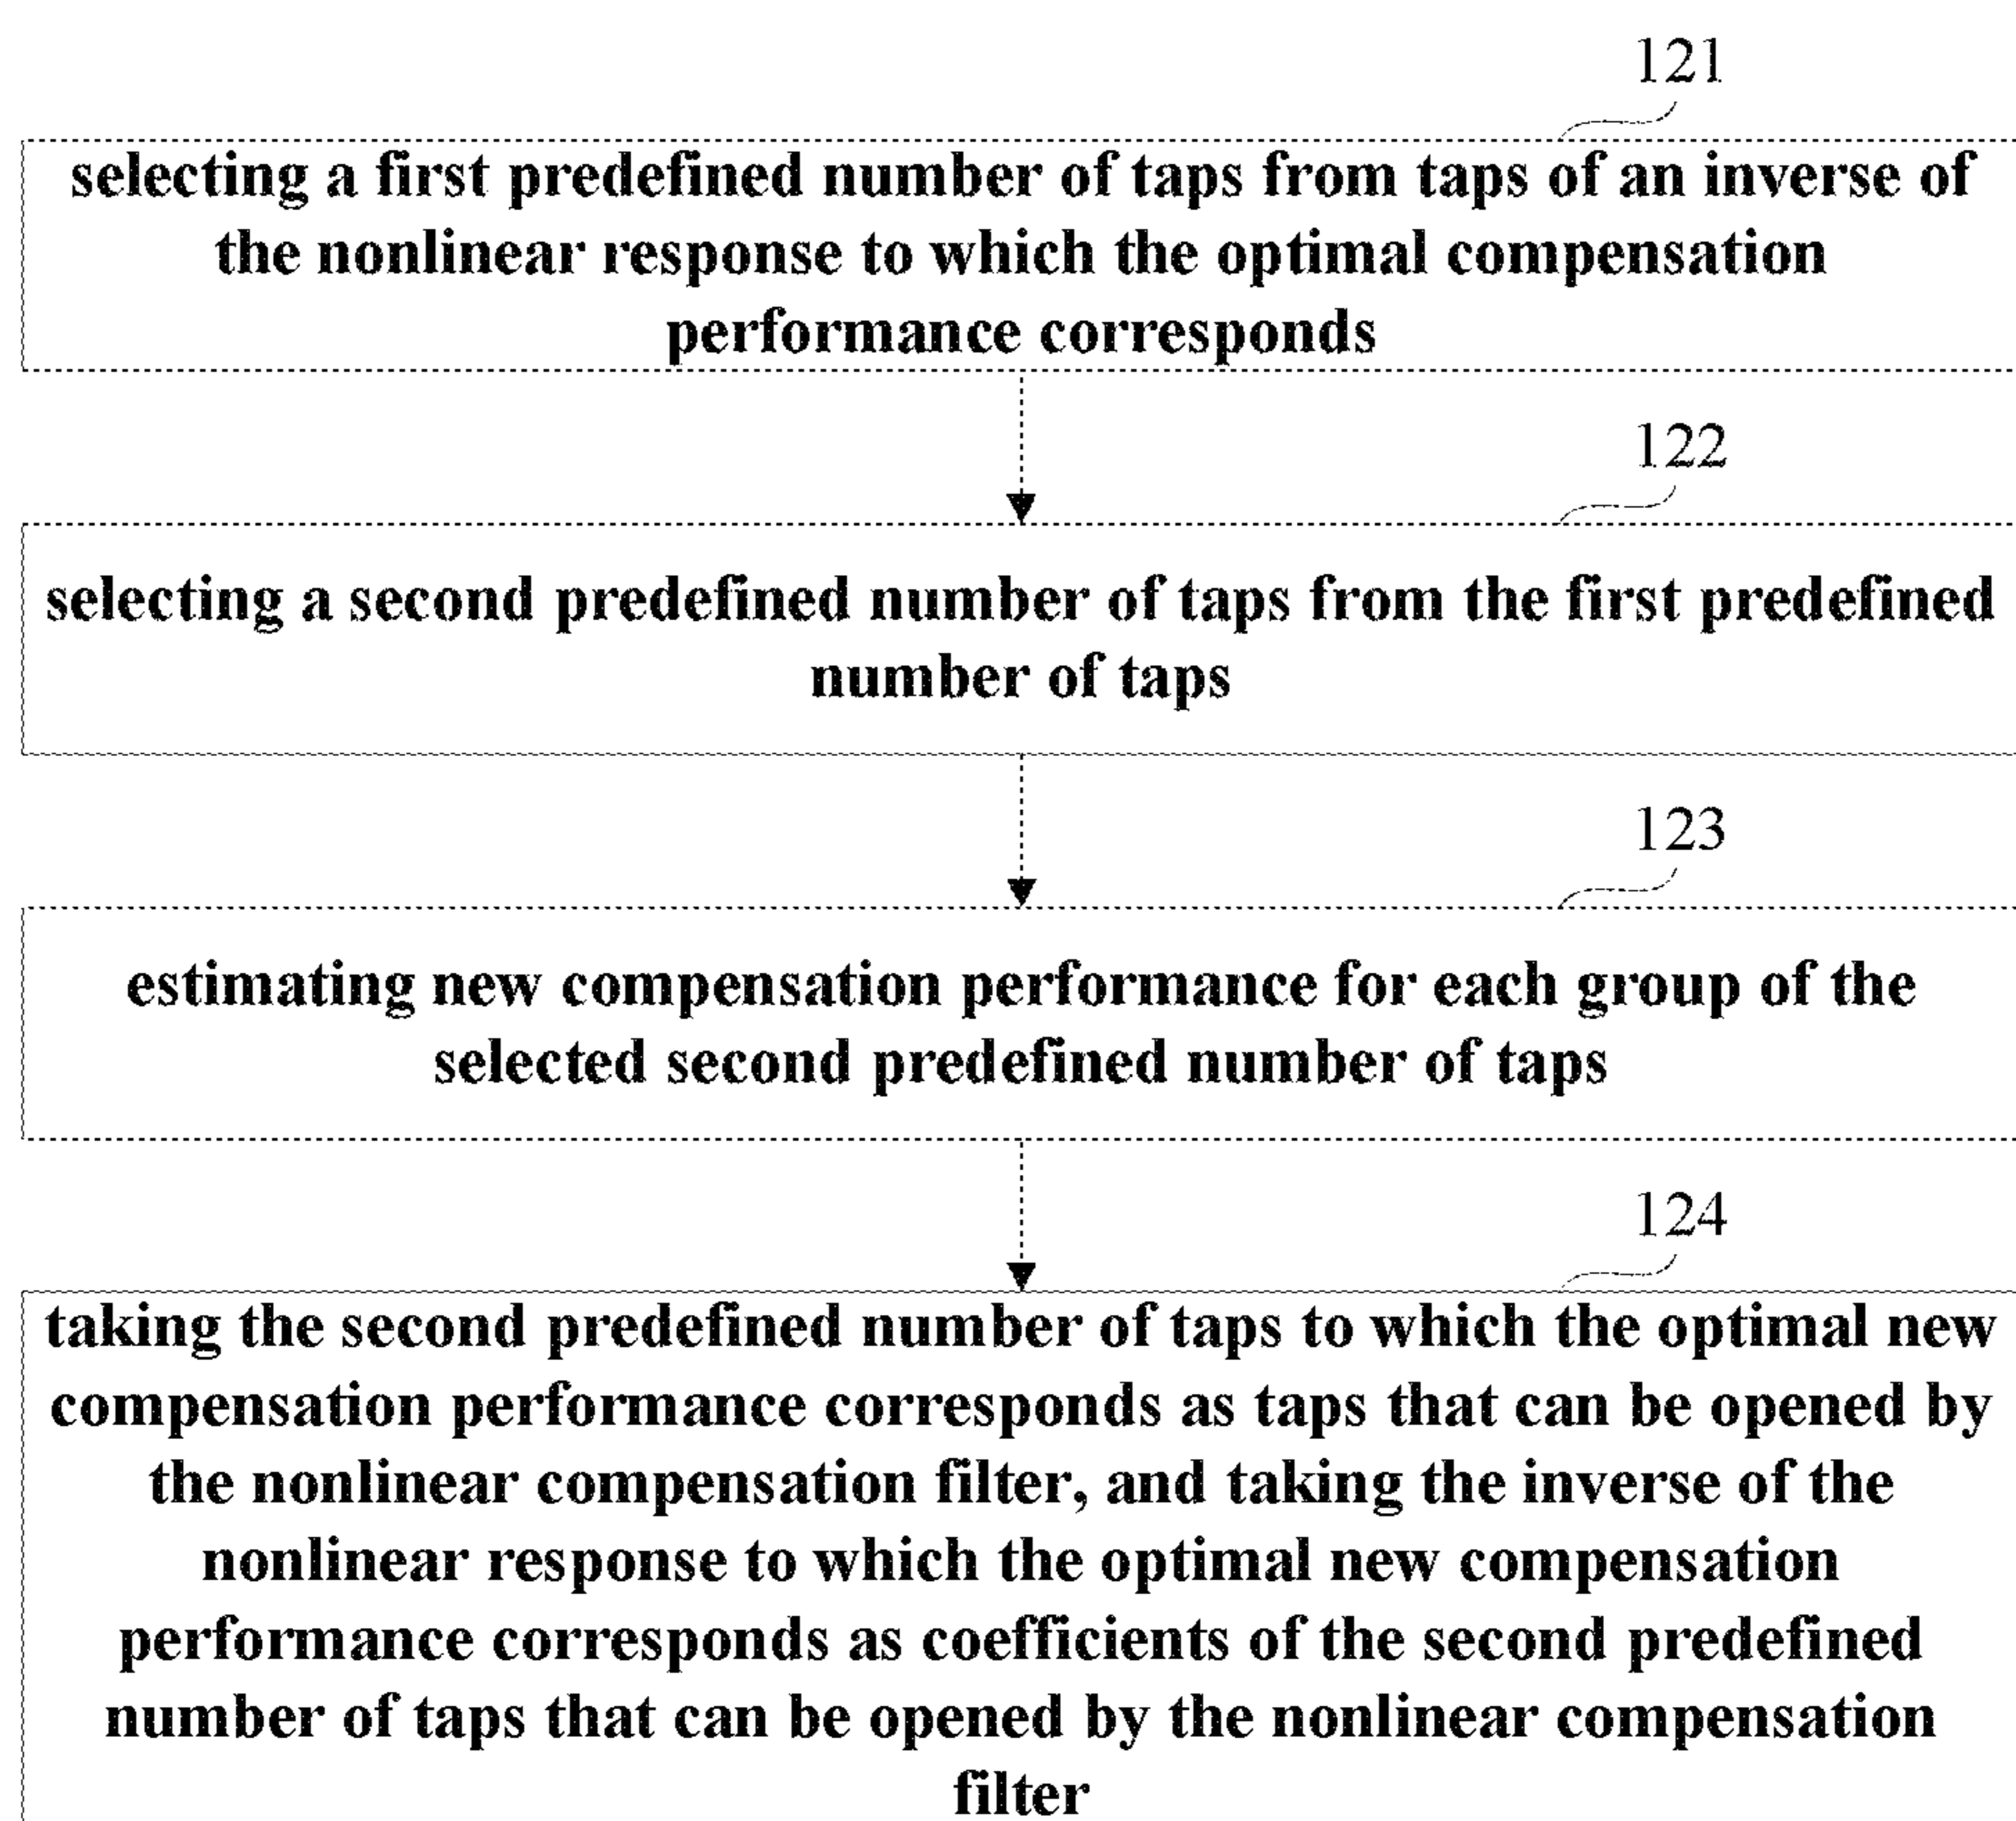 121
selecting a first predefined number of taps from taps of an inverse of
the nonlinear response to which the optimal compensation
performance corresponds
122
selecting a second predefined number of taps from the first predefined
number of taps
123
estimating new compensation performance for each group of the
selected second predefined number of taps
124
taking the second predefined number of taps to which the optimal new
compensation performance corresponds as taps that can be opened by
the nonlinear compensation filter, and taking the inverse of the
nonlinear response to which the optimal new compensation
performance corresponds as coefficients of the second predefined
number of taps that can be opened by the nonlinear compensation
filter